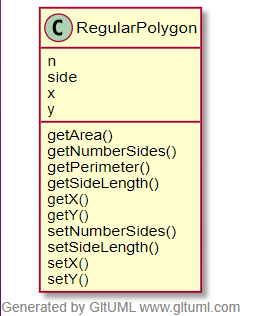 C RegularPolygon
n
side
x
y
getArea()
getNumberSides()
getPerimeter()
getSideLength()
getX()
getY()
setNumberSides()
setSideLength()
setX()
setY()
Generated by GItUML www.gItuml.com